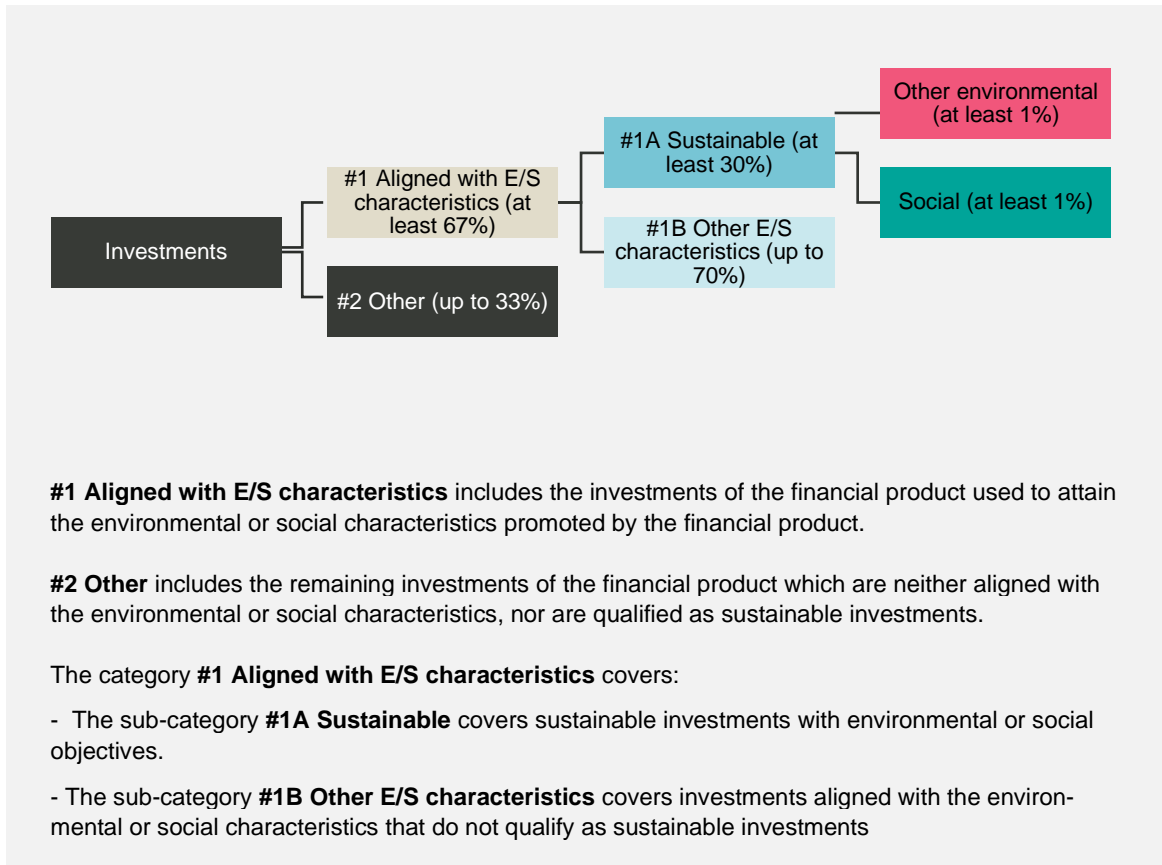 Investments
#1 Aligned with E/S
characteristics (at
least 67%)
#2 Other (up to 33%)
#1A Sustainable (at
least 30%)
#1B Other E/S
characteristics (up to
70%)
Other environmental
(at least 1%)
Social (at least 1%)
#1 Aligned with E/S characteristics includes the investments of the financial product used to attain
the environmental or social characteristics promoted by the financial product.
#2 Other includes the remaining investments of the financial product which are neither aligned with
the environmental or social characteristics, nor are qualified as sustainable investments.
The category #1 Aligned with E/S characteristics covers:
- The sub-category #1A Sustainable covers sustainable investments with environmental or social
objectives.
- The sub-category #1B Other E/S characteristics covers investments aligned with the environ-
mental or social characteristics that do not qualify as sustainable investments